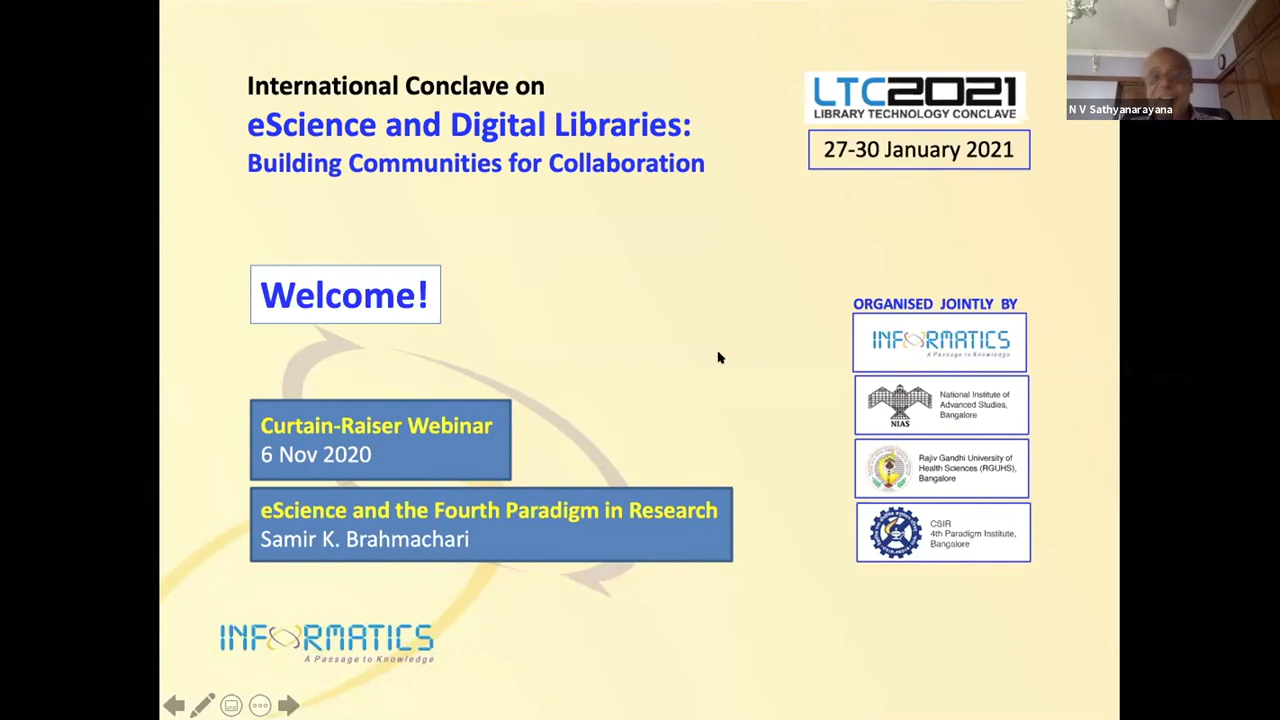 International Conclave on
eScience and Digital Libraries:
Building Communities for Collaboration
LTC2021
LIBRARY TECHNOLOGY CONCLAVE
27-30 January 2021
N V Sathyanarayana
Welcome!
Curtain-Raiser Webinar
6 Nov 2020
eScience and the Fourth Paradigm in Research
Samir K. Brahmachari
ORGANISED JOINTLY BY
INFORMATICS
A Passage to Knowledge
NIAS
National Institute of
Advanced Studies,
Bangalore
Rajiv Gandhi University of
Health Sciences (RGUHS),
Bangalore
CSIR
4th Paradigm Institute,
Bangalore
INFORMATICS
A Passage to Knowledge